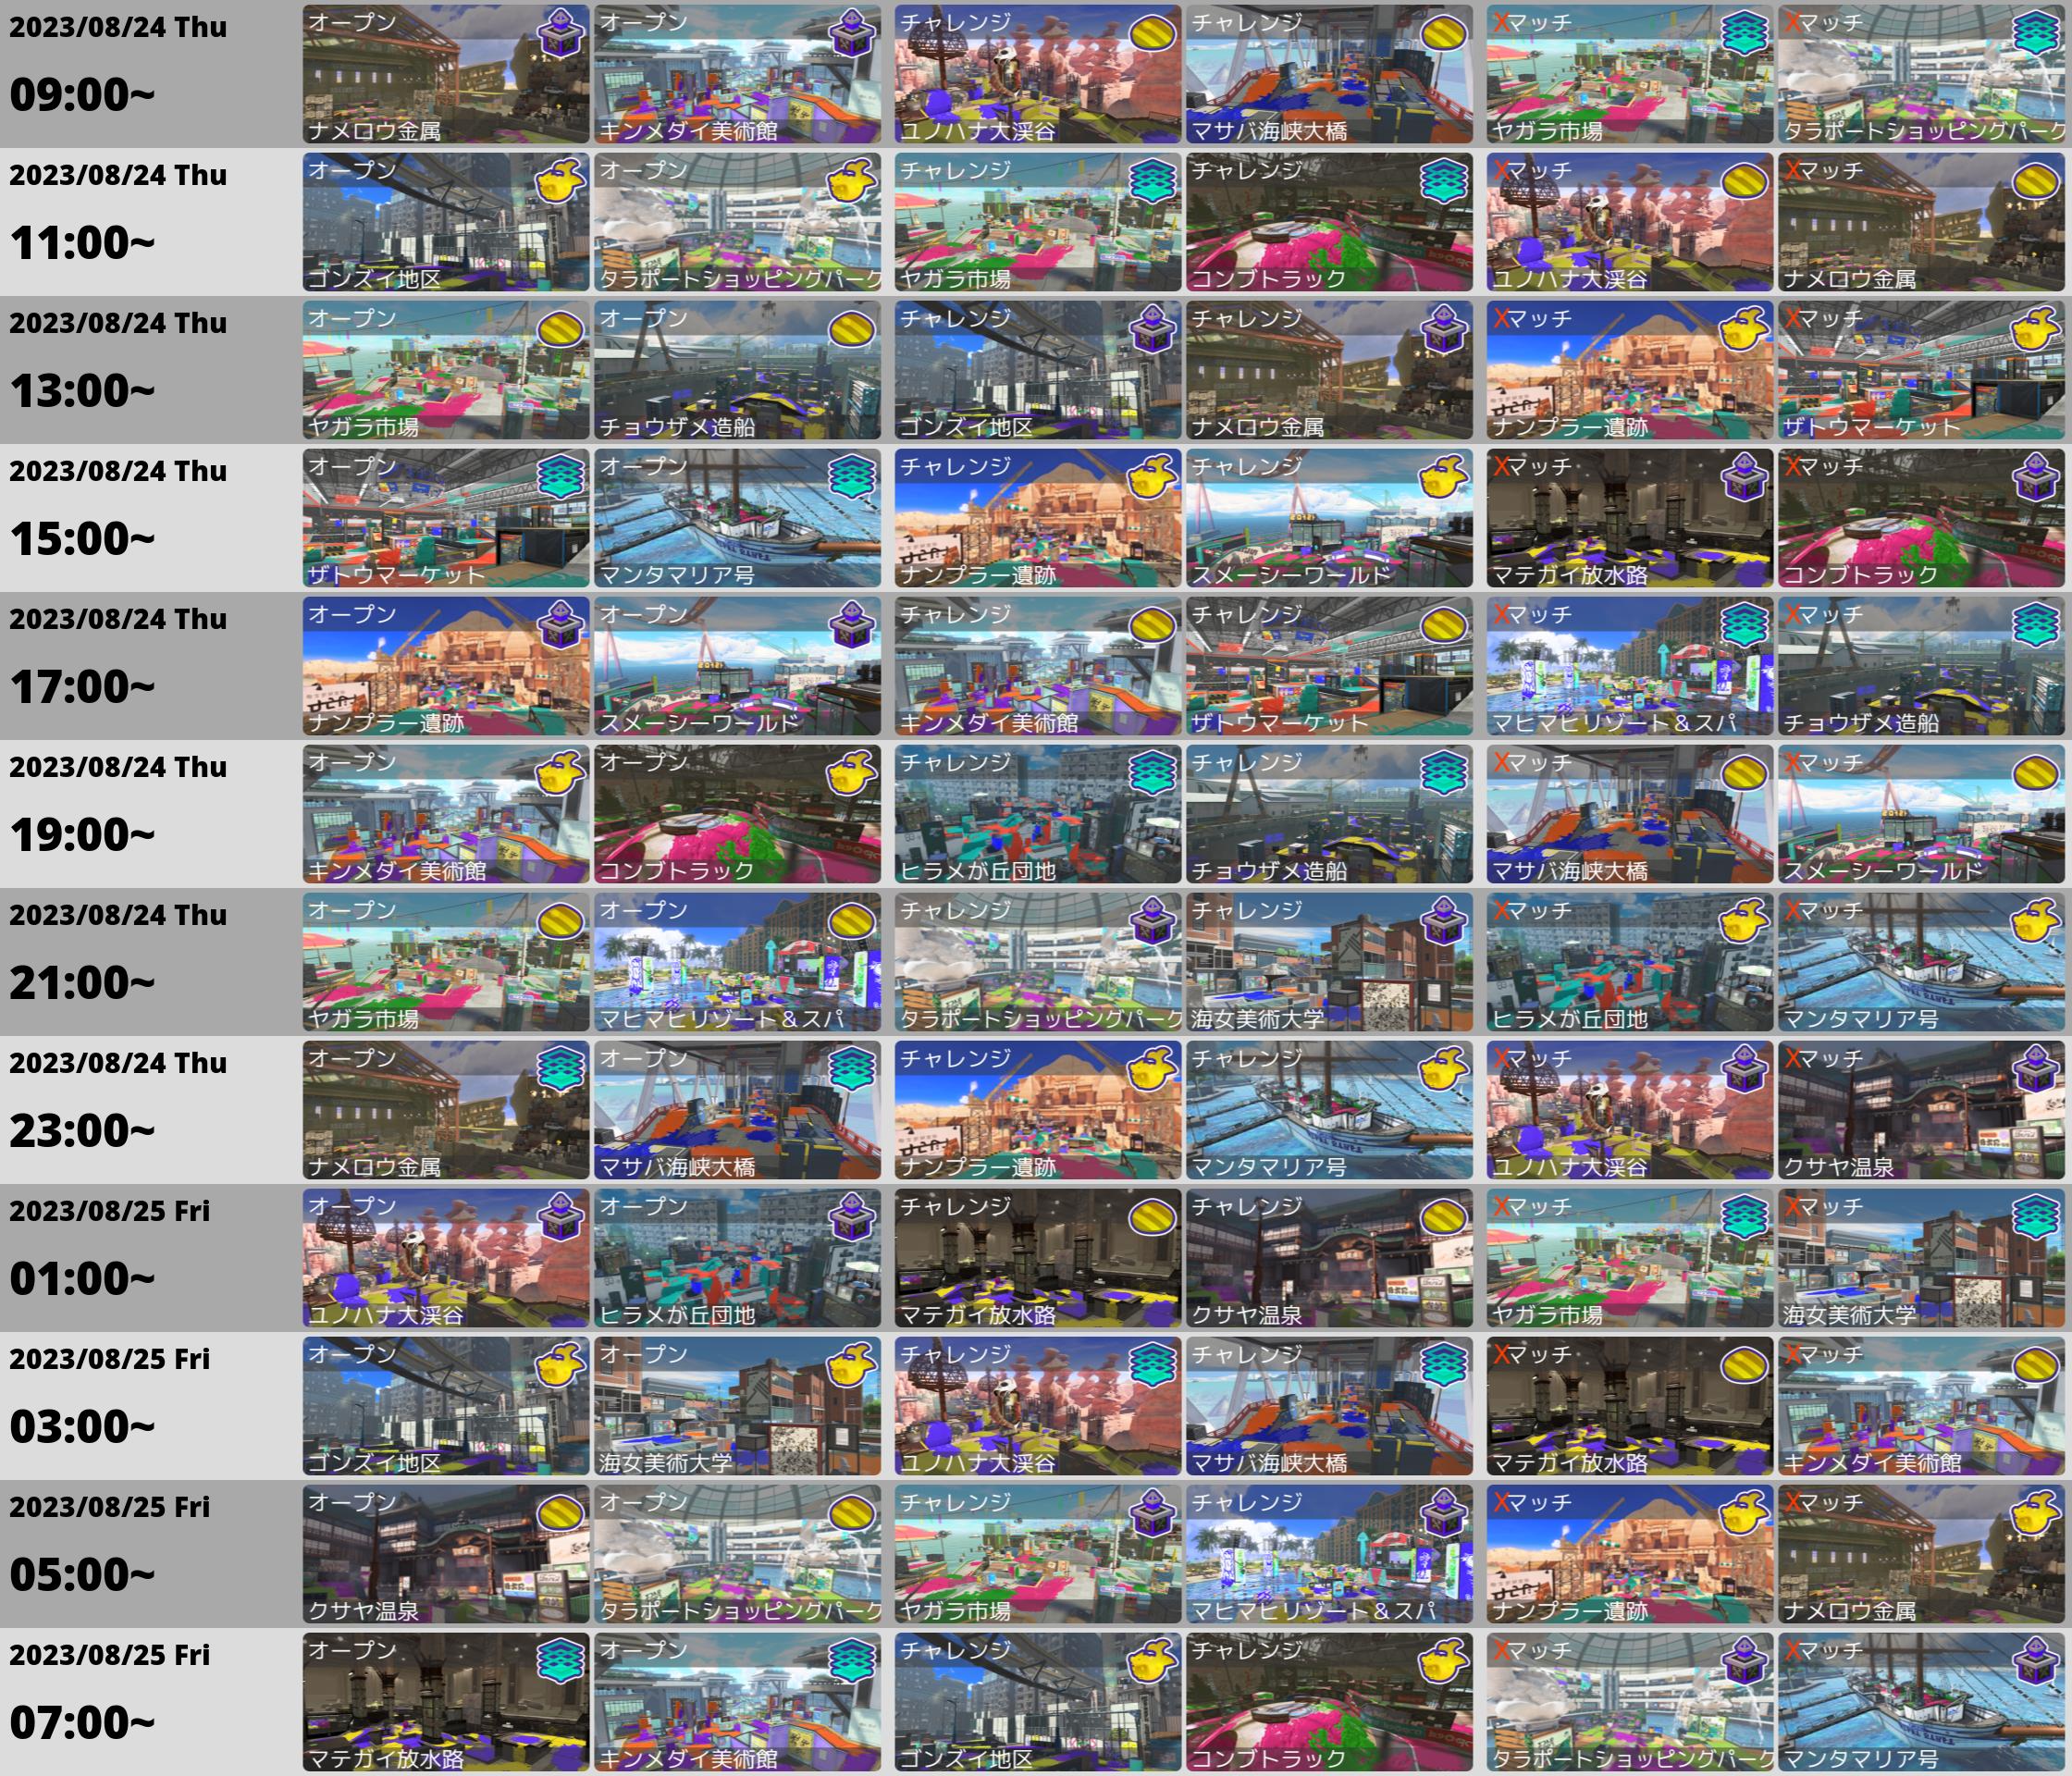 2023/08/24 Thu
09:00~
オープン
ナメロウ金属
オープン
キンメダイ美術館
チャレンジ
ユノハナ大渓谷
チャレンジ
マサバ海峡大橋
Xマッチ
ヤガラ市場
Xマッチ
タラポートショッピングパーク
2023/08/24 Thu
11:00~
オープン
ゴンズイ地区
オープン
タラポートショッピングパーク
チャレンジ
ヤガラ市場
チャレンジ
コンブトラック
Xマッチ
ユノハナ大渓谷
Xマッチ
ナメロウ金属
2023/08/24 Thu
13:00~
オープン
ヤガラ市場
オープン
チョウザメ造船
チャレンジ
ゴンズイ地区
チャレンジ
ナメロウ金属
Xマッチ
ナンプラー遺跡
Xマッチ
ザトウマーケット
2023/08/24 Thu
15:00~
オープン
ザトウマーケット
オープン
マンタマリア号
チャレンジ
ナンプラー遺跡
チャレンジ
スメーシーワールド
Xマッチ
マテガイ放水路
Xマッチ
コンブトラック
2023/08/24 Thu
17:00~
オープン
ナンプラー遺跡
オープン
スメーシーワールド
チャレンジ
キンメダイ美術館
チャレンジ
ザトウマーケット
Xマッチ
マヒマヒリゾート＆スパ
Xマッチ
チョウザメ造船
2023/08/24 Thu
19:00~
オープン
キンメダイ美術館
オープン
コンブトラック
チャレンジ
ヒラメが丘団地
チャレンジ
チョウザメ造船
Xマッチ
マサバ海峡大橋
Xマッチ
スメーシーワールド
2023/08/24 Thu
21:00~
オープン
ヤガラ市場
オープン
マヒマヒリゾート＆スパ
チャレンジ
タラポートショッピングパーク
チャレンジ
海女美術大学
Xマッチ
ヒラメが丘団地
Xマッチ
マンタマリア号
2023/08/24 Thu
23:00~
オープン
ナメロウ金属
オープン
マサバ海峡大橋
チャレンジ
ナンプラー遺跡
チャレンジ
マンタマリア号
Xマッチ
ユノハナ大渓谷
Xマッチ
クサヤ温泉
2023/08/25 Fri
01:00~
オープン
ユノハナ大渓谷
オープン
ヒラメが丘団地
チャレンジ
マテガイ放水路
チャレンジ
クサヤ温泉
Xマッチ
ヤガラ市場
Xマッチ
海女美術大学
2023/08/25 Fri
03:00~
オープン
ゴンズイ地区
オープン
海女美術大学
チャレンジ
ユノハナ大渓谷
チャレンジ
マサバ海峡大橋
Xマッチ
マテガイ放水路
Xマッチ
キンメダイ美術館
2023/08/25 Fri
05:00~
オープン
クサヤ温泉
オープン
タラポートショッピングパーク
チャレンジ
ヤガラ市場
チャレンジ
マヒマヒリゾート＆スパ
Xマッチ
ナンプラー遺跡
Xマッチ
ナメロウ金属
2023/08/25 Fri
07:00~
オープン
マテガイ放水路
オープン
キンメダイ美術館
チャレンジ
ゴンズイ地区
チャレンジ
コンブトラック
Xマッチ
タラポートショッピングパーク
Xマッチ
マンタマリア号